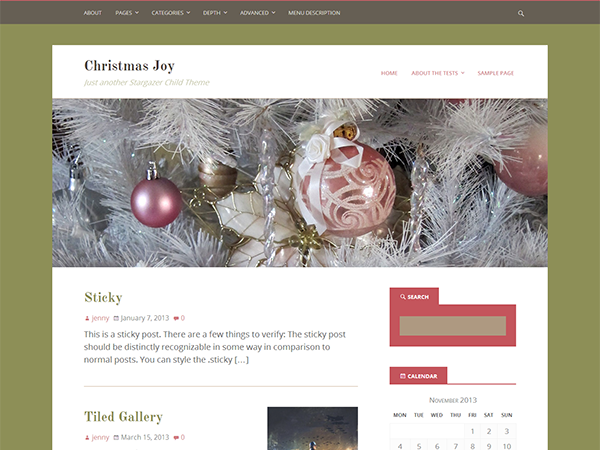 ABOUT PAGES CATEGORIES DEPTH ADVANCED MENU DESCRIPTION
Christmas Joy
Just another Stargazer Child Theme
HOME ABOUT THE TESTS SAMPLE PAGE
Sticky
jenny January 7, 2013 0
This is a sticky post. There are a few things to verify: The sticky post
should be distinctly recognizable in some way in comparison to
normal posts. You can style the .sticky […]
Tiled Gallery
jenny March 15, 2013 0
SEARCH
CALENDAR
November 2013
MON TUE WED THU FRI SAT SUN
1 2 3
4 5 6 7 8 9 10